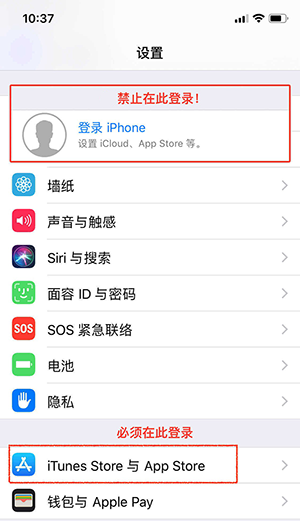 10:37
设置
禁止在此登录!
登录 iPhone
设置 iCloud、App Store 等。
墙纸
声音与触感
Siri 与搜索
面容 ID 与密码
SOS
SOS 紧急联络
电池
隐私
必须在此登录
iTunes Store 与 App Store
钱包与 Apple Pay